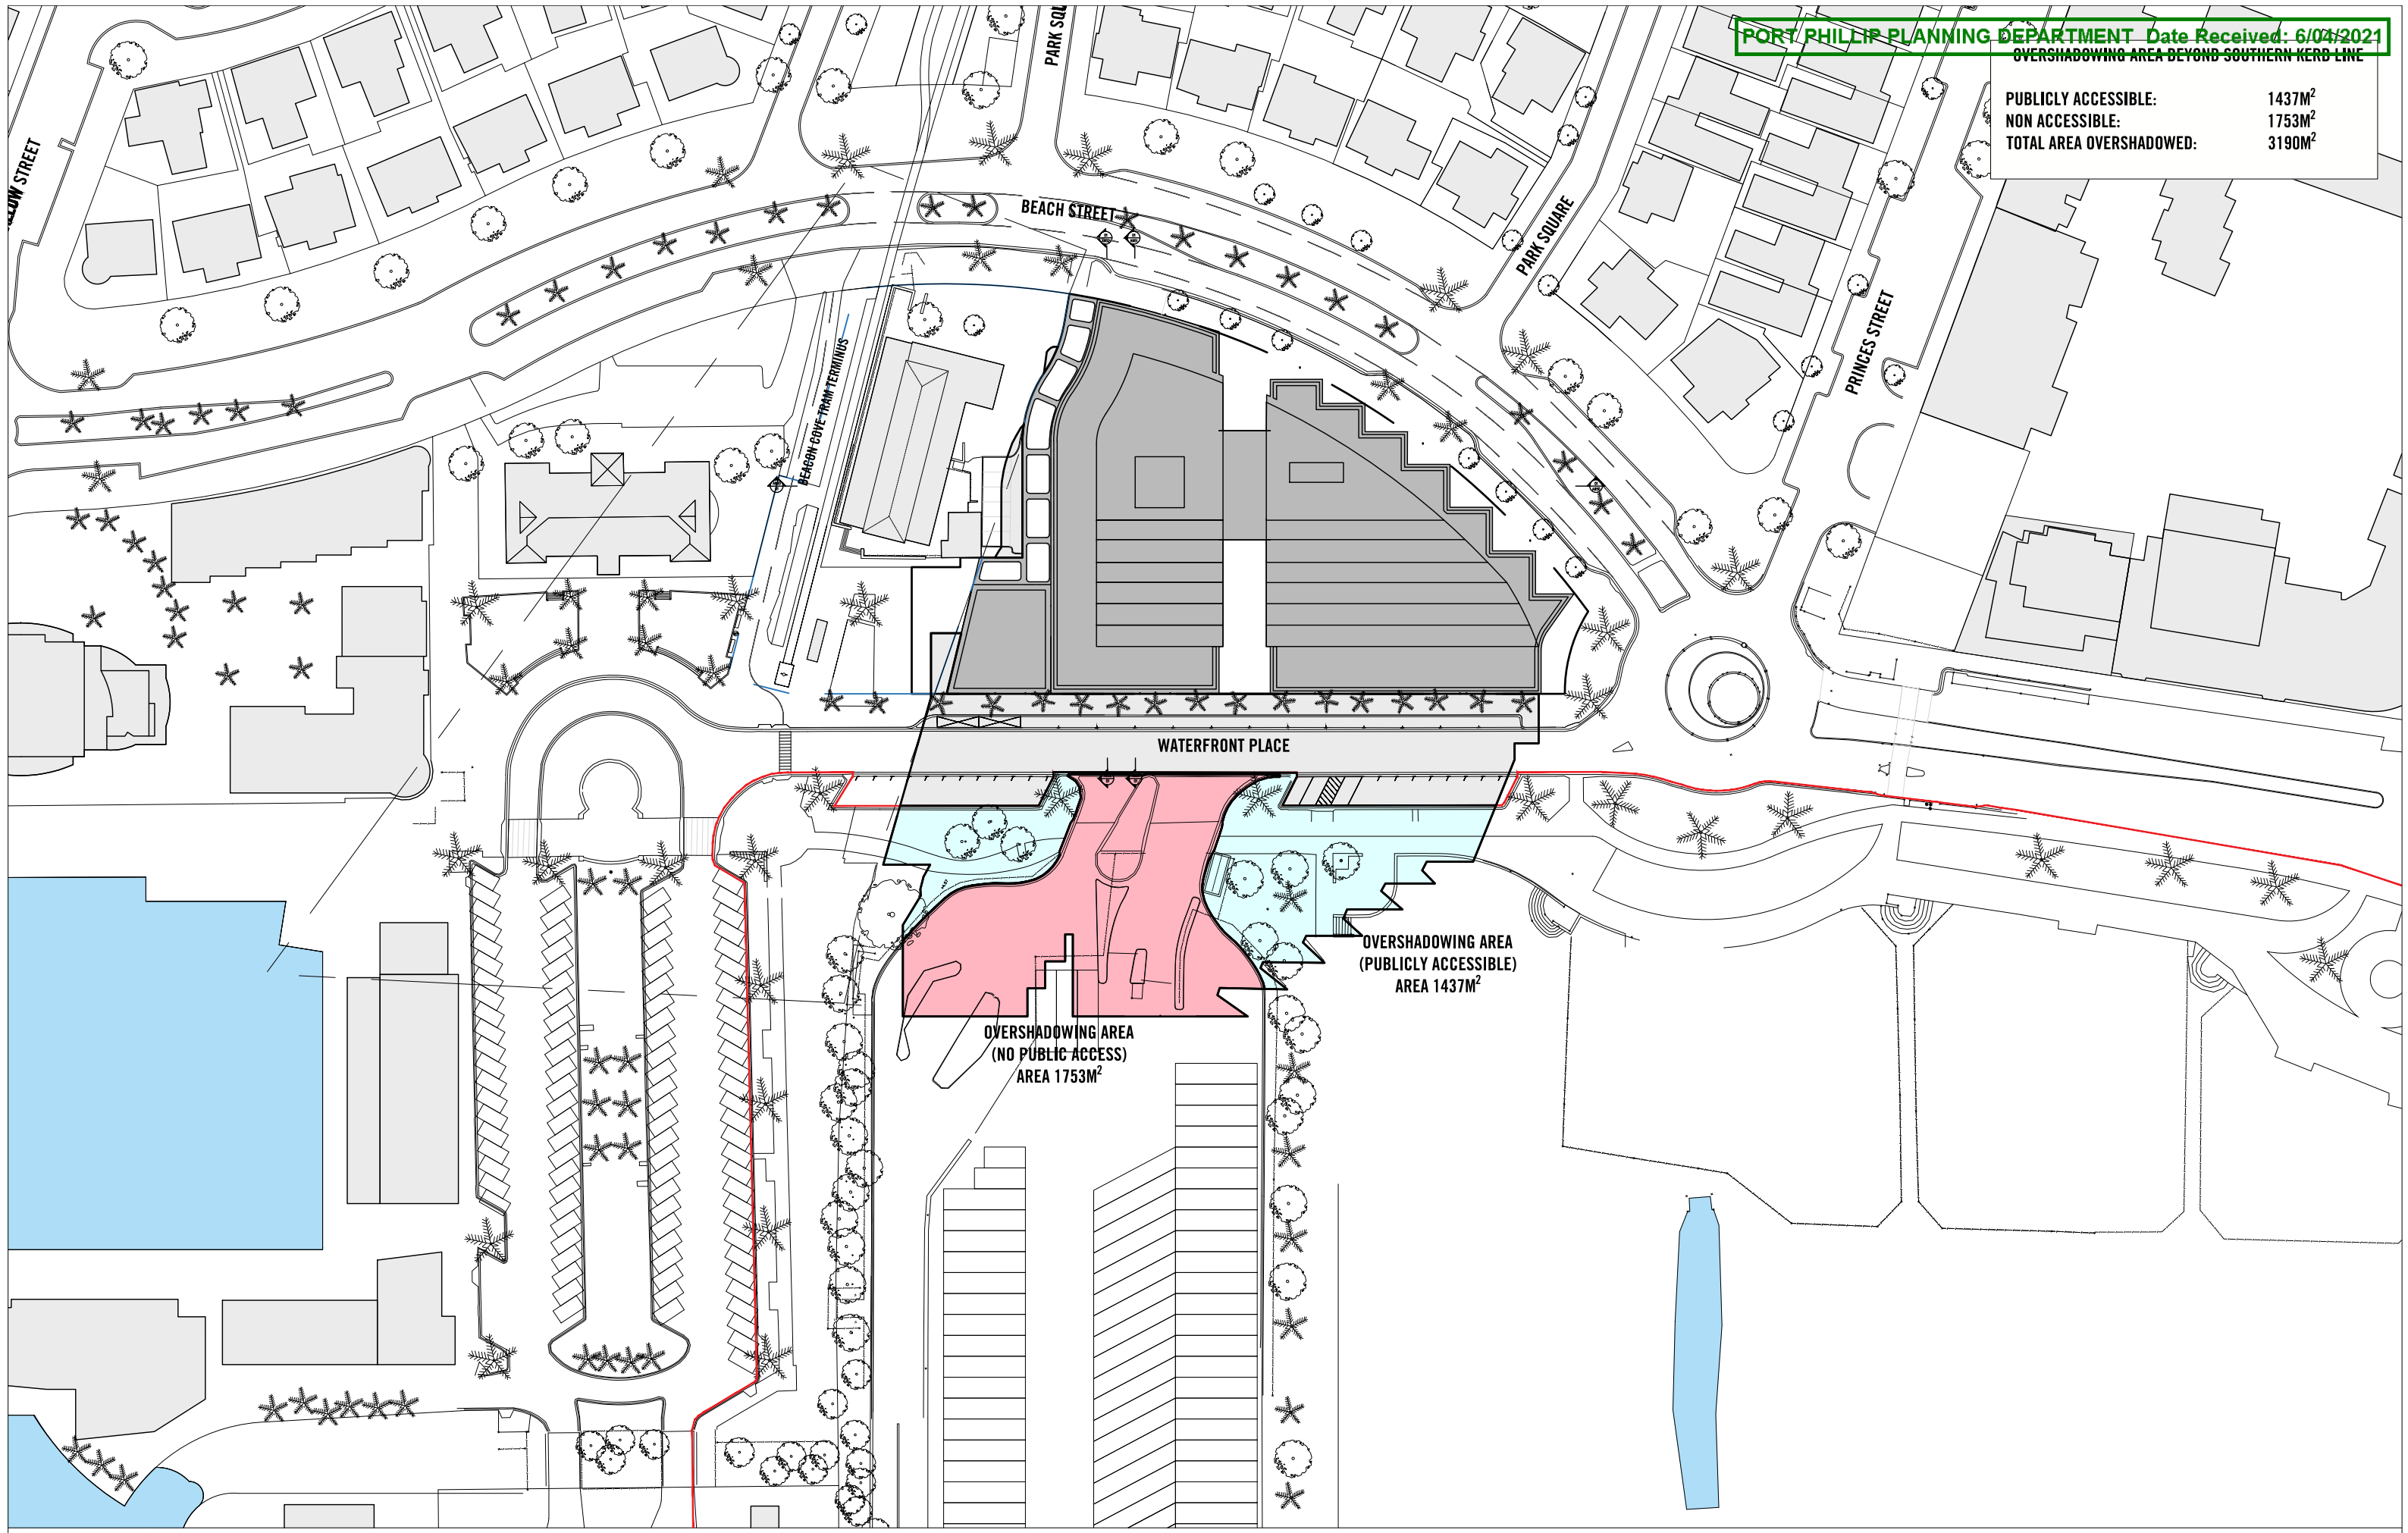 PORT PHILLIP PLANNING DEPARTMENT Date Received: 6/04/2021
OVERSHADOWING AREA BEYOND SOUTHERN KERB LINE
PUBLICLY ACCESSIBLE: 1437M²
NON ACCESSIBLE: 1753M²
TOTAL AREA OVERSHADOWED: 3190M²
PARK SQU
STREET
BEACH STREET
PARK SQUARE
PRINCES STREET
BEACON COVE TRAM TERMINUS
WATERFRONT PLACE
OVERSHADOWING AREA
(PUBLICLY ACCESSIBLE)
AREA 1437M²
OVERSHADOWING AREA
(NO PUBLIC ACCESS)
AREA 1753M²